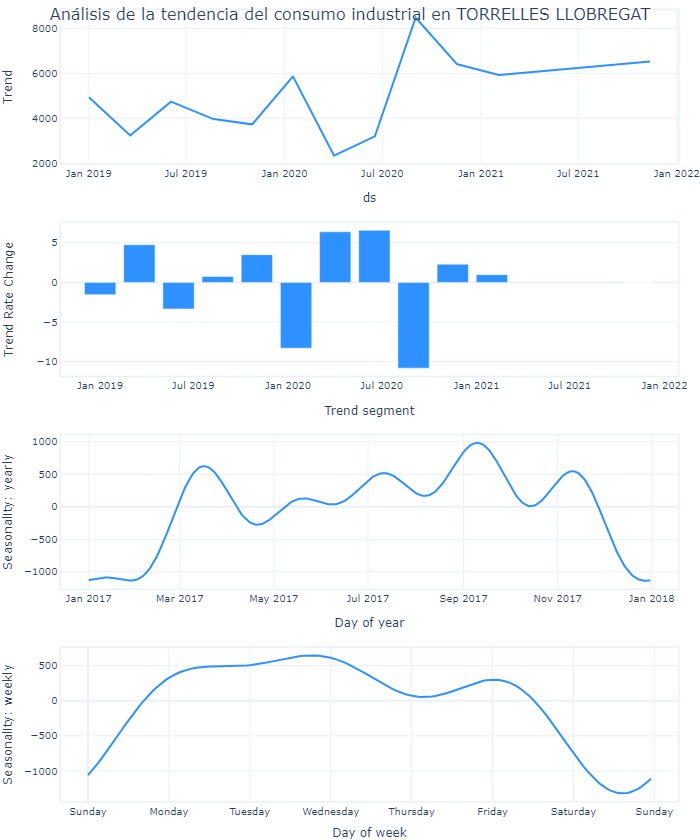 Análisis de la tendencia del consumo industrial en TORRELLES LLOBREGAT
8000
6000
4000
2000
Trend
Jan 2019 Jul 2019 Jan 2020 Jul 2020 Jan 2021 Jul 2021 Jan 2022
ds
5
0
−5
−10
Trend Rate Change
Jan 2019 Jul 2019 Jan 2020 Jul 2020 Jan 2021 Jul 2021 Jan 2022
Trend segment
1000
500
0
−500
−1000
Seasonality: yearly
Jan 2017 Mar 2017 May 2017 Jul 2017 Sep 2017 Nov 2017 Jan 2018
Day of year
500
0
−500
−1000
Seasonality: weekly
Sunday Monday Tuesday Wednesday Thursday Friday Saturday Sunday
Day of week